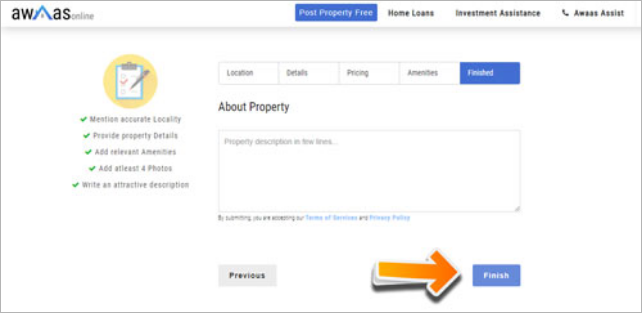 awaas online
Post Property Free Home Loans Investment Assistance Awaas Assist
Mention accurate Locality
Provide property Details
Add relevant Amenities
Add atleast 4 Photos
Write an attractive description
Location Details Pricing Amenities Finished
About Property
Property description in few lines...
By submitting, you are accepting our Terms of Services and Privacy Policy
Previous Finish